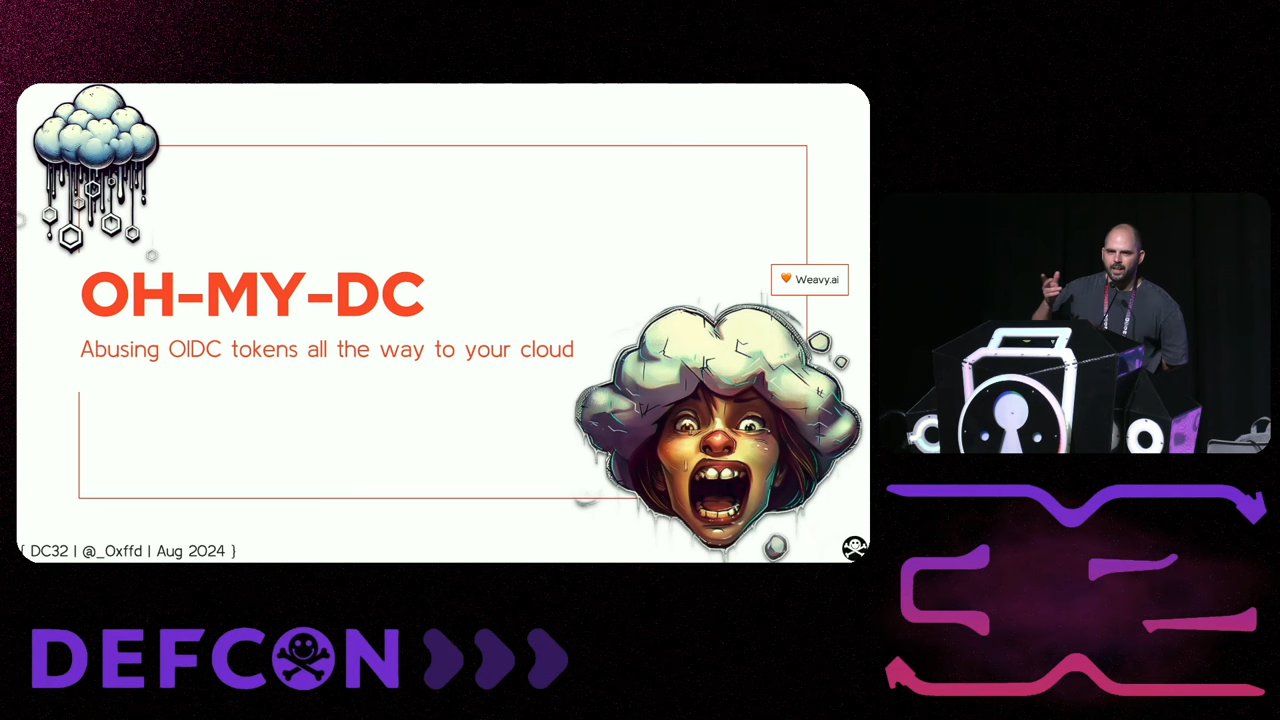 OH-MY-DC
Abusing OIDC tokens all the way to your cloud
🧡 Weavy.ai
{ DC32 | @_0xffd | Aug 2024 }
DEFCON